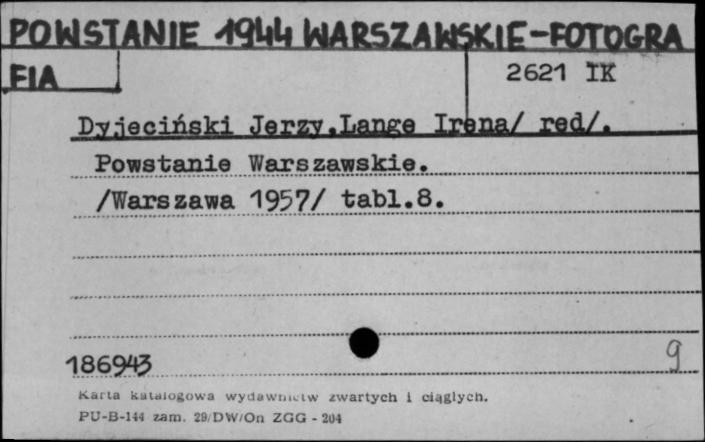 POWSTANIE 1944 WARSZAWSKIE-FOTOGRA
FIA
2621 IK
Dyjeciński Jerzy,Lange Irena/ red/.
Powstanie Warszawskie.
/Warszawa 1957/ tabl.8.
186943
g
Karta katalogowa wydawnictw zwartych i ciągłych.
PU-B-144 zam. 29/DW/On ZGG - 204